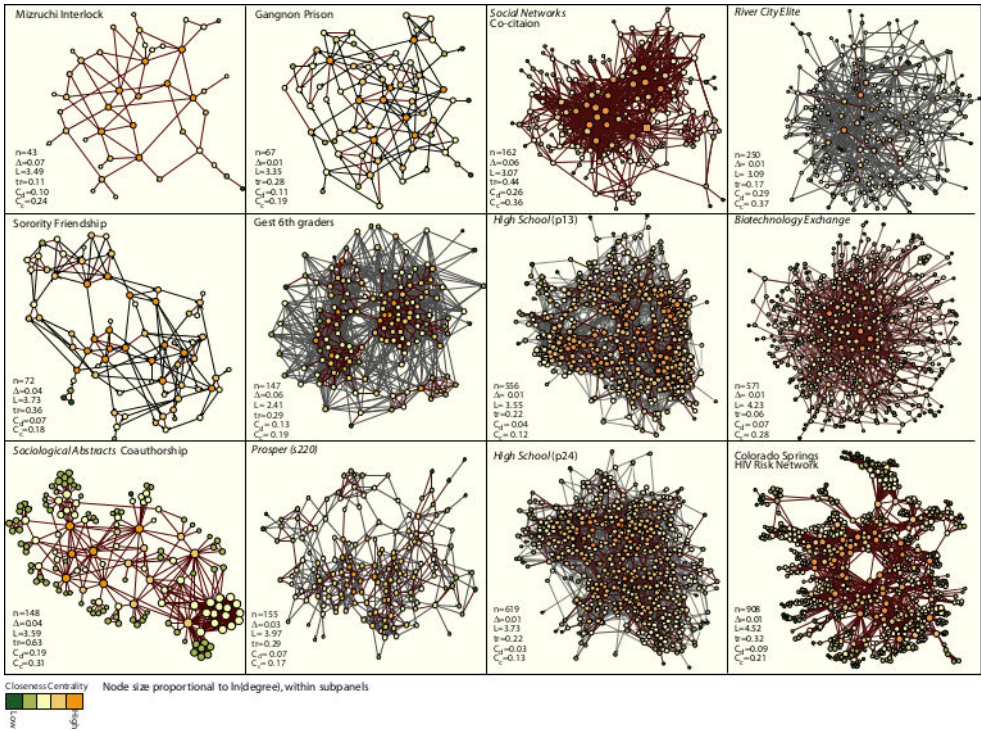 Mizruchi Interlock
n=43
Δ=0.07
L=3.49
tr=0.11
Cd=0.10
Cc=0.24
Gangnon Prison
n=67
Δ=0.01
L=3.35
tr=0.28
Cd=0.11
Cc=0.19
Social Networks
Co-citaion
n=162
Δ=0.06
L=3.07
tr=0.44
Cd=0.26
Cc=0.36
River City Elite
n=250
Δ= 0.01
L= 3.09
tr=0.17
Cd=0.29
Cc= 0.37
Sorority Friendship
n=72
Δ=0.04
L=3.73
tr=0.36
Cd=0.07
Cc=0.18
Gest 6th graders
n=147
Δ=0.06
L= 2.41
tr=0.29
Cd= 0.13
Cc= 0.19
High School (p13)
n=556
Δ= 0.01
L= 3.55
tr=0.22
Cd= 0.04
Cc= 0.12
Biotechnology Exchange
n=571
Δ= 0.01
L= 4.23
tr=0.06
Cd= 0.07
Cc= 0.28
Sociological Abstracts Coauthorship
n=148
Δ=0.04
L=3.59
tr=0.63
Cd=0.19
Cc=0.31
Prosper (s220)
n=155
Δ=0.03
L= 3.97
tr=0.29
Cd= 0.07
Cc= 0.17
High School (p24)
n=619
Δ=0.01
L=3.73
tr=0.22
Cd=0.03
Cc=0.13
Colorado Springs
HIV Risk Network
n=908
Δ=0.01
L=4.52
tr=0.32
Cd=0.09
Cc=0.21
Closeness Centrality
Low
High
Node size proportional to ln(degree), within subpanels